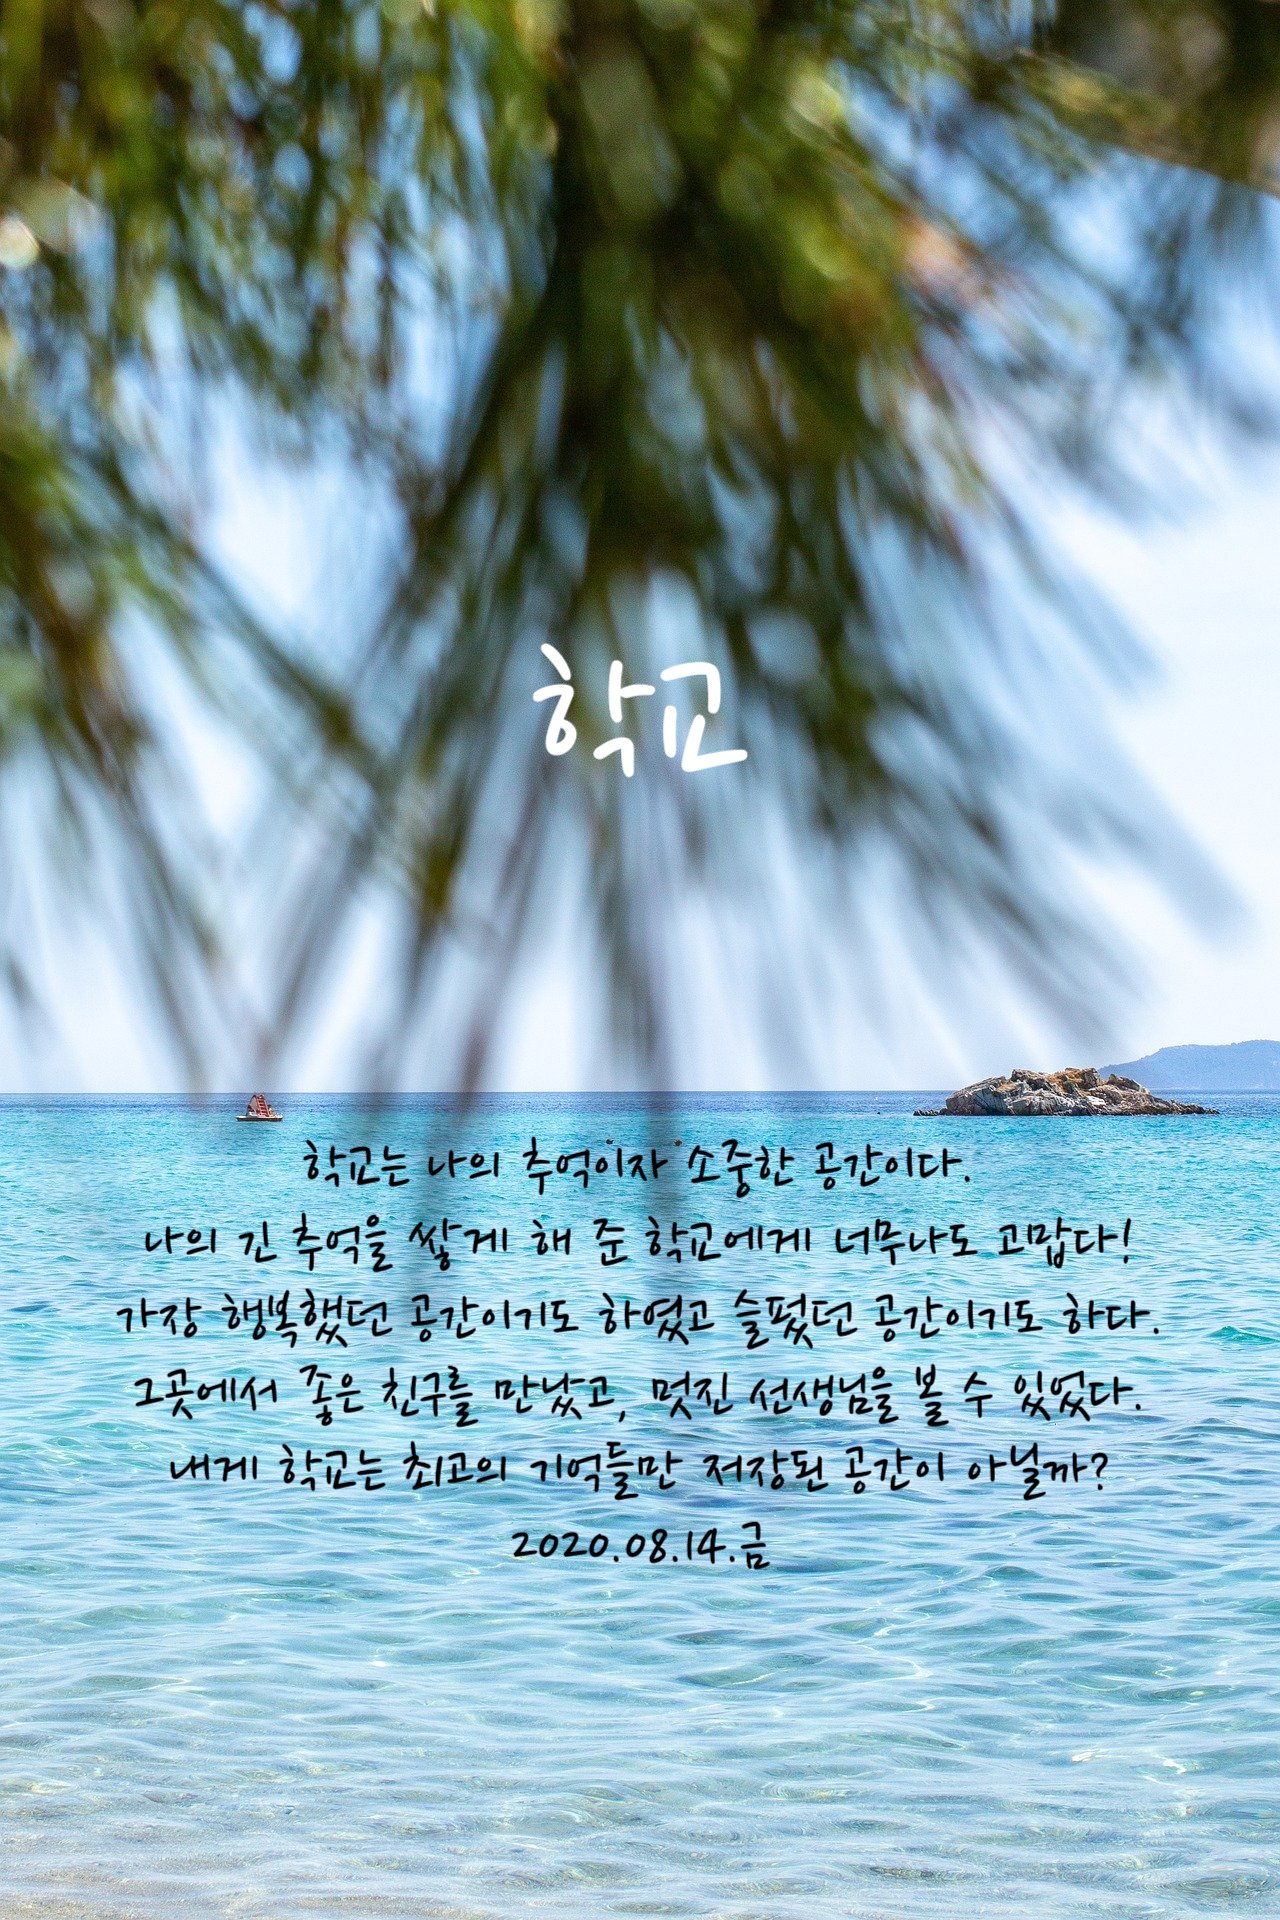 학교
학교는 나의 추억이자 소중한 공간이다.
나의 긴 추억을 쌓게 해 준 학교에게 너무나도 고맙다!
가장 행복했던 공간이기도 하였고 슬펐던 공간이기도 하다.
그곳에서 좋은 친구를 만났고, 멋진 선생님을 볼 수 있었다.
내게 학교는 최고의 기억들만 저장된 공간이 아닐까?
2020.08.14.금